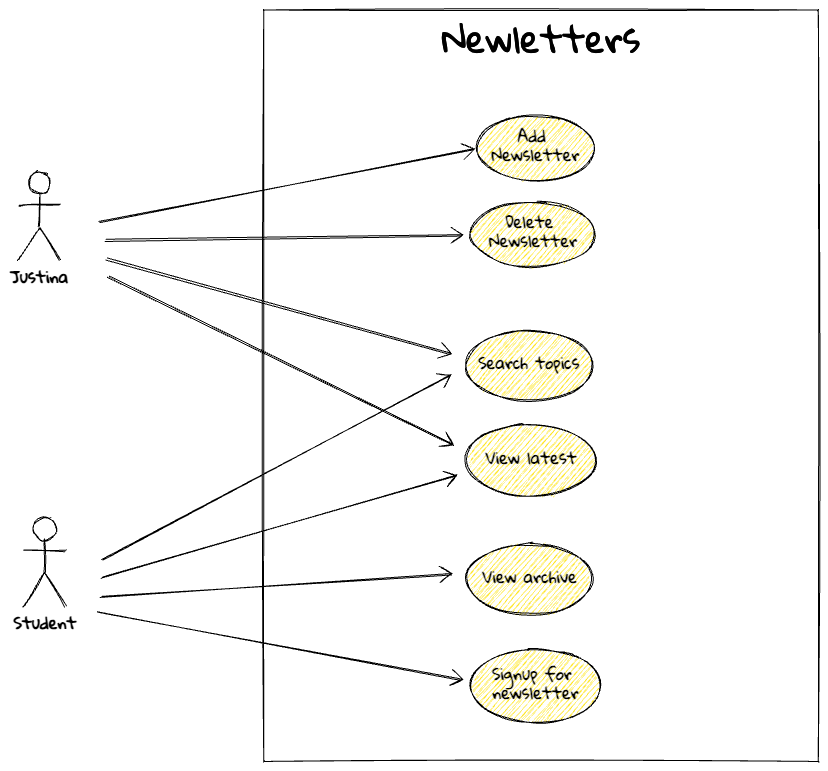 Newletters
Add
Newsletter
Delete
Newsletter
Justina
Search topics
View latest
View archive
Student
Signup for
newsletter